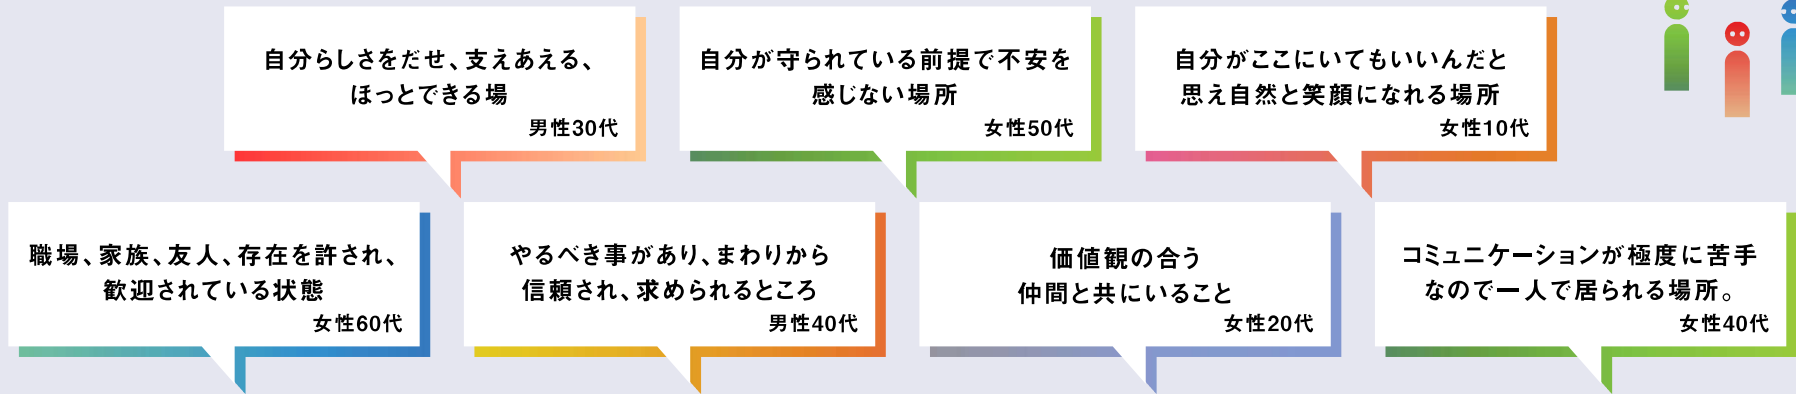 自分らしさをだせ、支えあえる、
ほっとできる場
男性30代
自分が守られている前提で不安を
感じない場所
女性50代
自分がここにいてもいいんだと
思え自然と笑顔になれる場所
女性10代
職場、家族、友人、存在を許され、
歓迎されている状態
女性60代
やるべき事があり、まわりから
信頼され、求められるところ
男性40代
価値観の合う
仲間と共にいること
女性20代
コミュニケーションが極度に苦手
なので一人で居られる場所。
女性40代